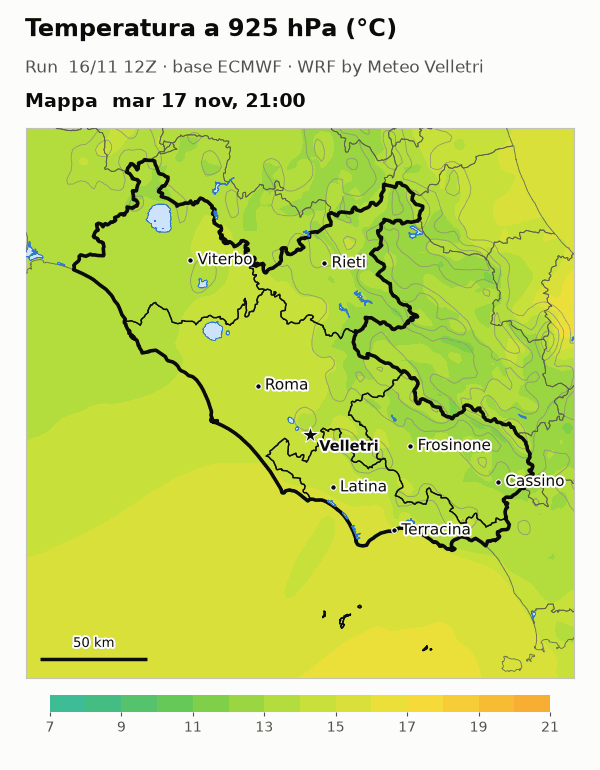 Temperatura a 925 hPa (°C)
Run  16/11 12Z · base ECMWF · WRF by Meteo Velletri
Mappa  mar 17 nov, 21:00
Viterbo
Rieti
Roma
Velletri
Frosinone
Latina
Cassino
Terracina
50 km
7 9 11 13 15 17 19 21